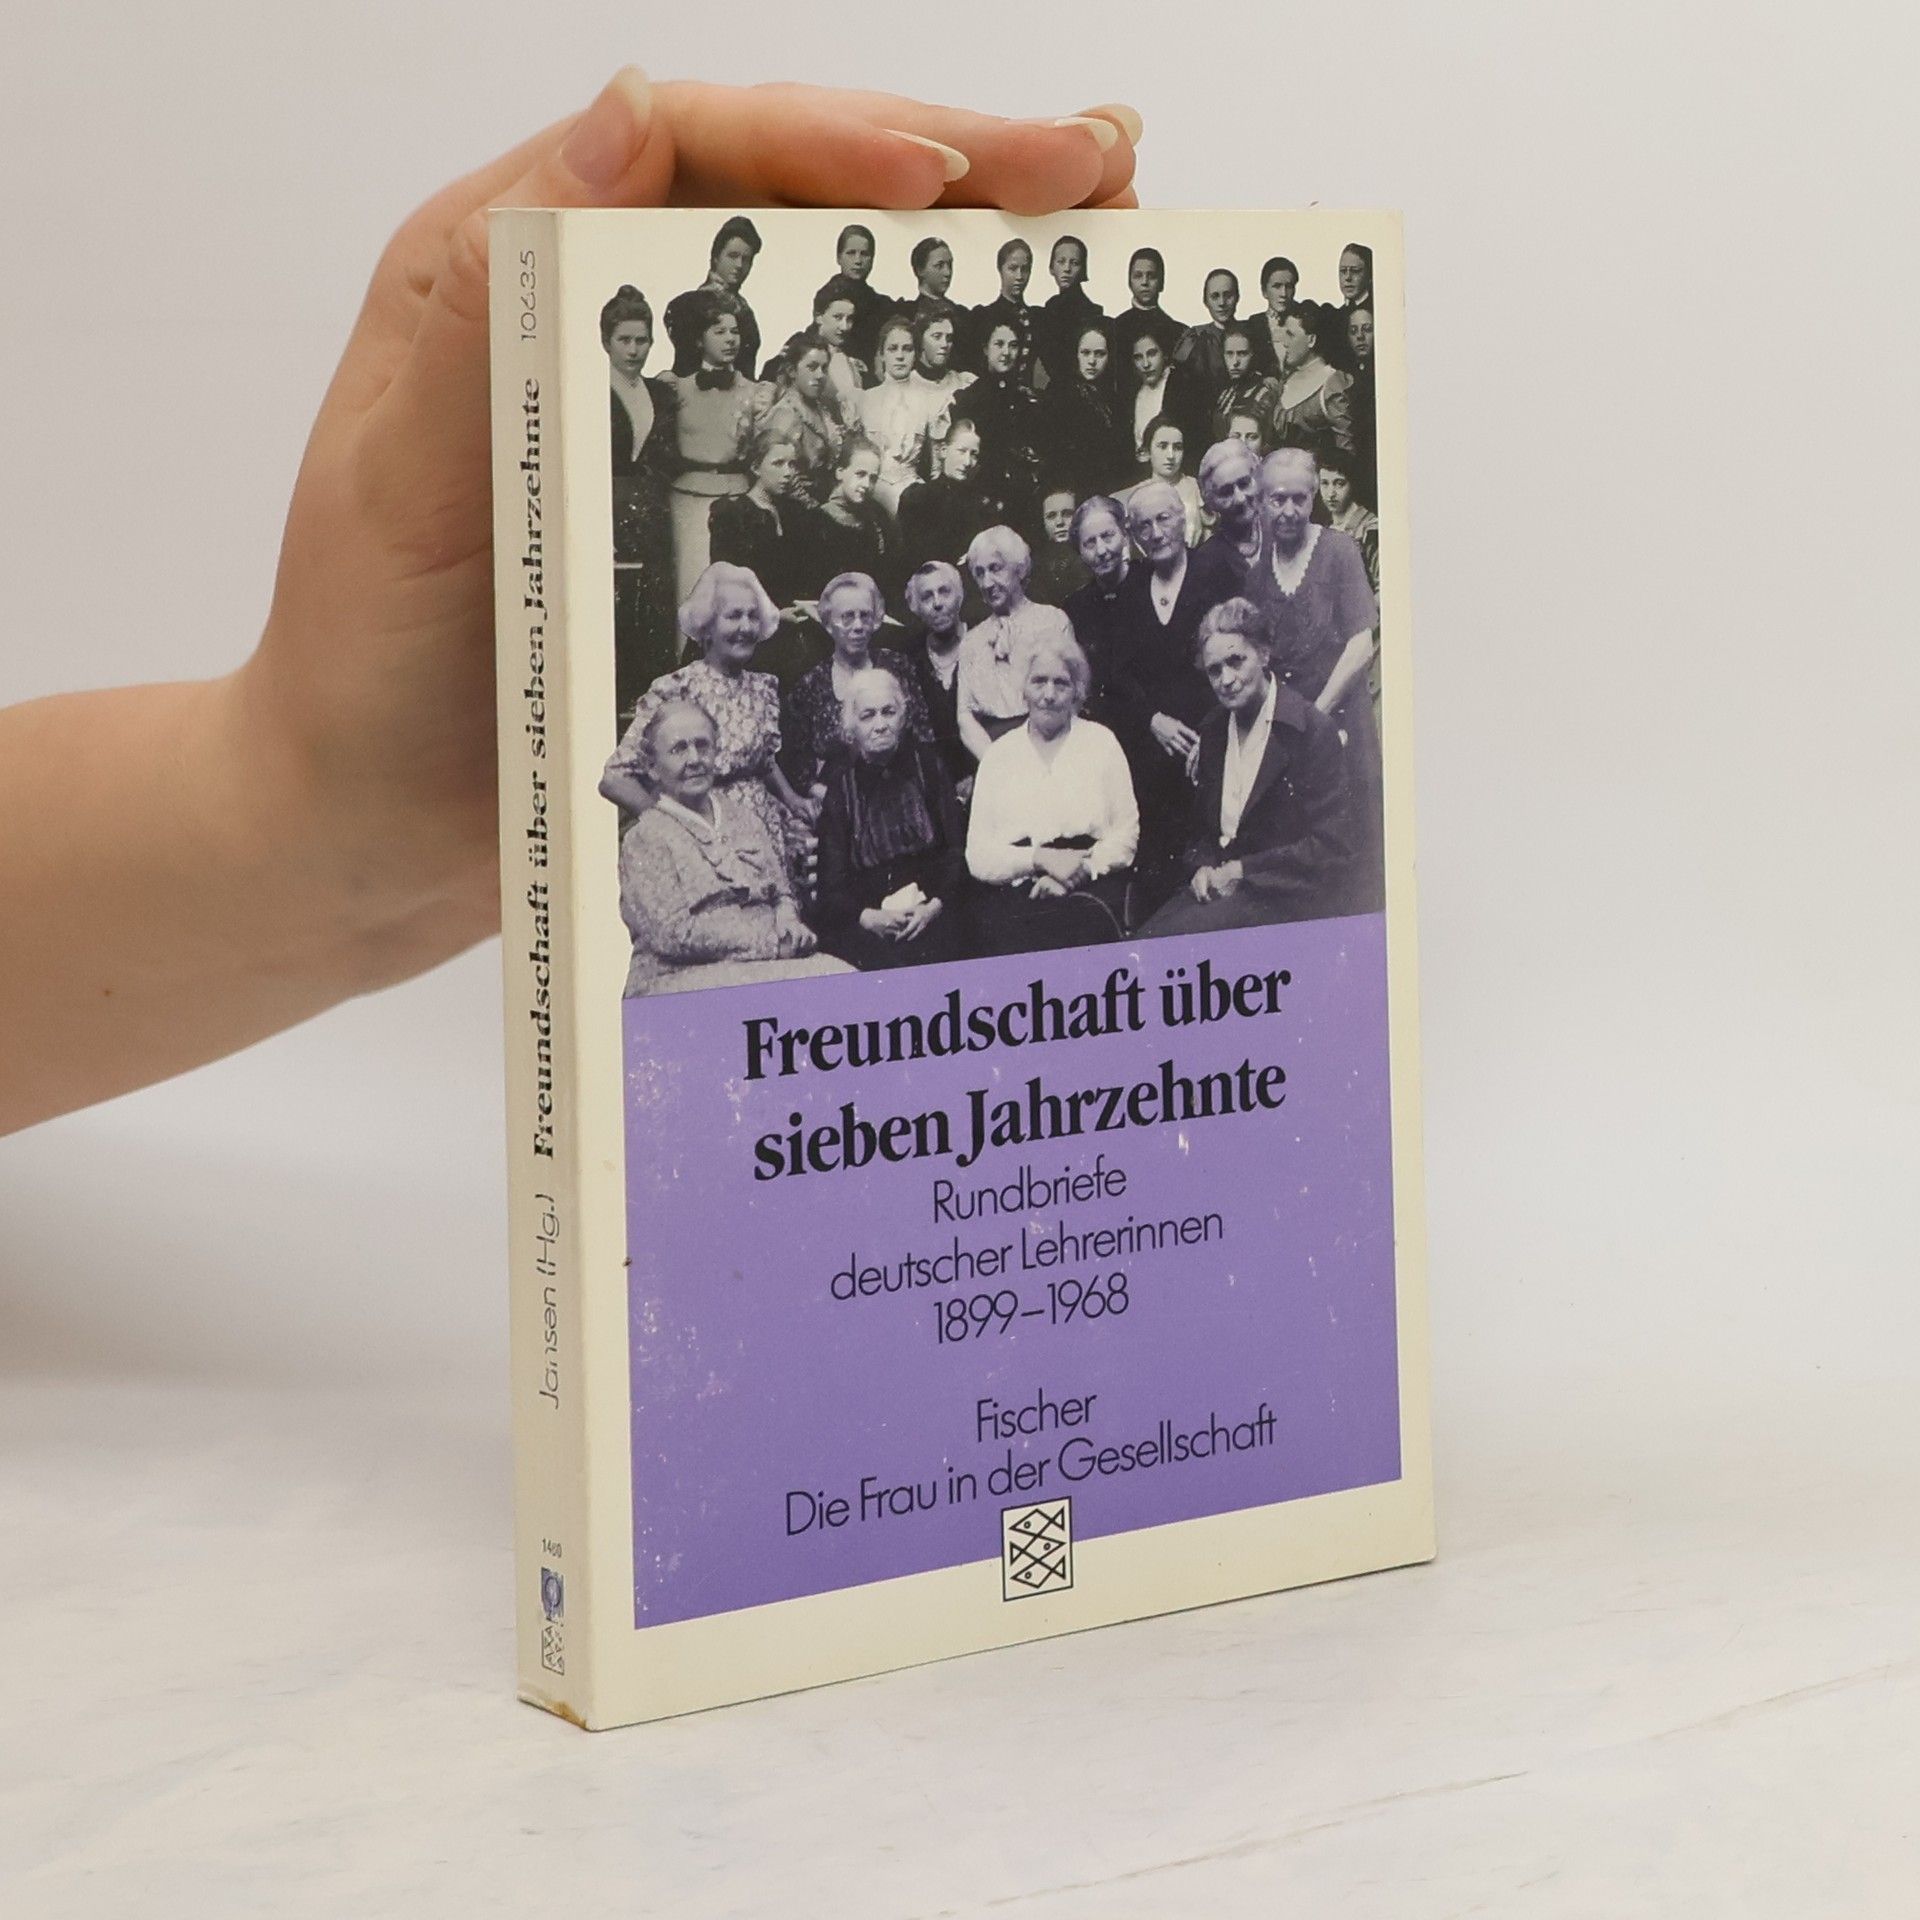 Jansen (Hg.) Freundschaft über sieben Jahrzehnte 10635
1480
Freundschaft über
sieben Jahrzehnte
Rundbriefe
deutscher Lehrerinnen
1899–1968
Fischer
Die Frau in der Gesellschaft